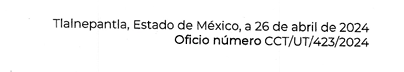 Tlalnepantla, Estado de México, a 26 de abril de 2024
Oficio número CCT/UT/423/2024